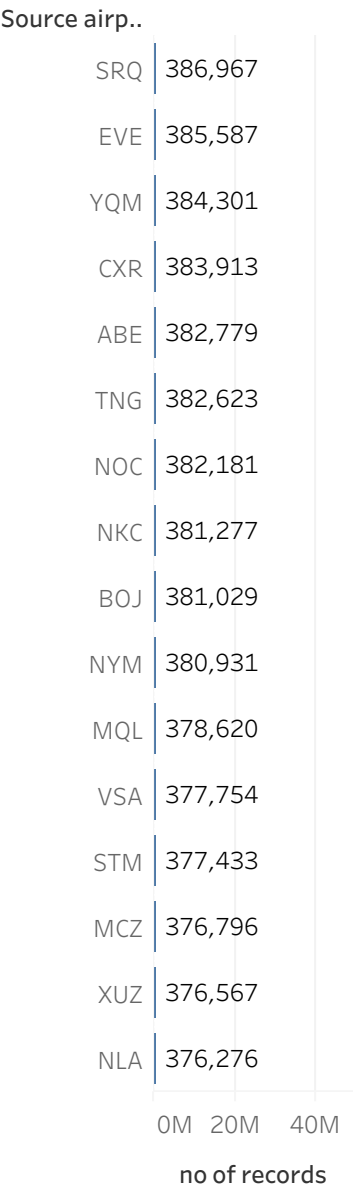 Source airp..
SRQ 386,967
EVE 385,587
YQM 384,301
CXR 383,913
ABE 382,779
TNG 382,623
NOC 382,181
NKC 381,277
BOJ 381,029
NYM 380,931
MQL 378,620
VSA 377,754
STM 377,433
MCZ 376,796
XUZ 376,567
NLA 376,276
0M 20M 40M
no of records